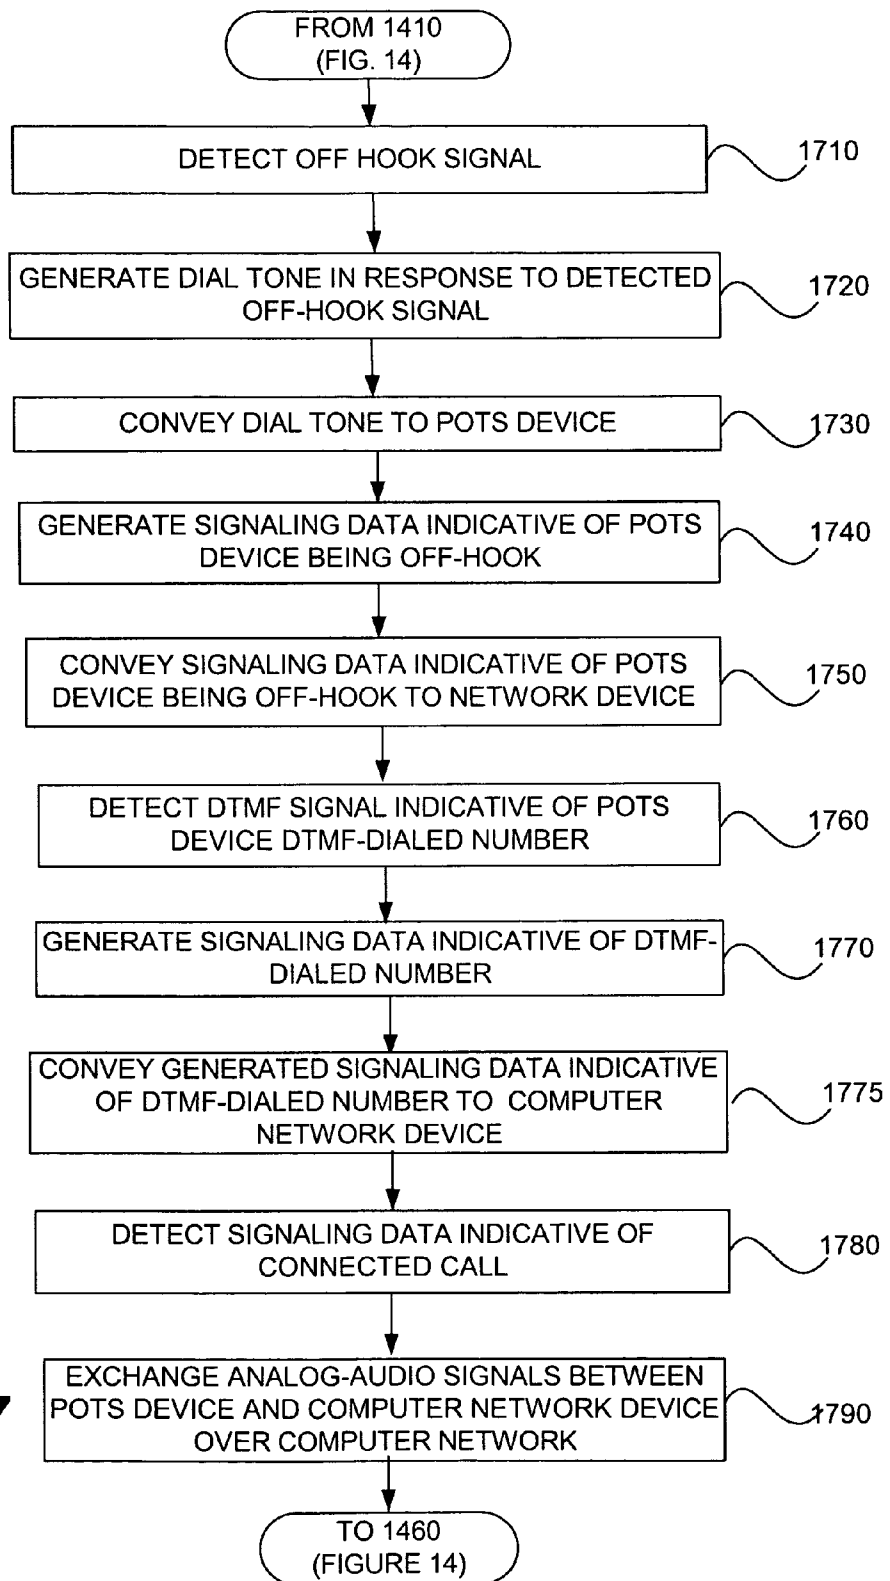 FROM 1410
(FIG. 14)
DETECT OFF HOOK SIGNAL
1710
GENERATE DIAL TONE IN RESPONSE TO DETECTED
OFF-HOOK SIGNAL
1720
CONVEY DIAL TONE TO POTS DEVICE
1730
GENERATE SIGNALING DATA INDICATIVE OF POTS
DEVICE BEING OFF-HOOK
1740
CONVEY SIGNALING DATA INDICATIVE OF POTS
DEVICE BEING OFF-HOOK TO NETWORK DEVICE
1750
DETECT DTMF SIGNAL INDICATIVE OF POTS
DEVICE DTMF-DIALED NUMBER
1760
GENERATE SIGNALING DATA INDICATIVE OF DTMF-
DIALED NUMBER
1770
CONVEY GENERATED SIGNALING DATA INDICATIVE
OF DTMF-DIALED NUMBER TO COMPUTER
NETWORK DEVICE
1775
DETECT SIGNALING DATA INDICATIVE OF
CONNECTED CALL
1780
EXCHANGE ANALOG-AUDIO SIGNALS BETWEEN
POTS DEVICE AND COMPUTER NETWORK DEVICE
OVER COMPUTER NETWORK
1790
TO 1460
(FIGURE 14)